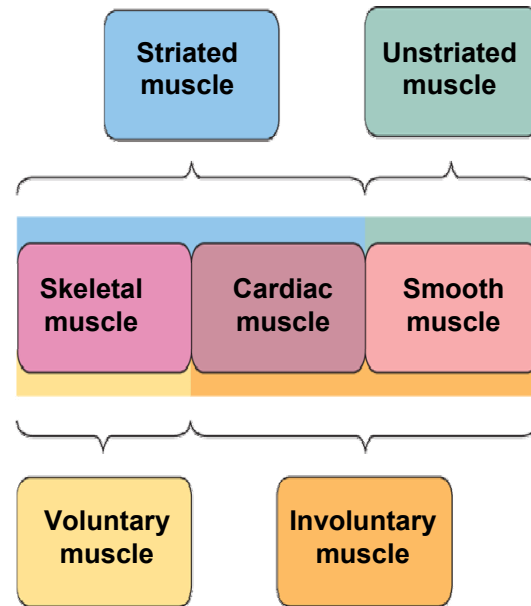 Striated
muscle
Unstriated
muscle
Skeletal
muscle
Cardiac
muscle
Smooth
muscle
Voluntary
muscle
Involuntary
muscle